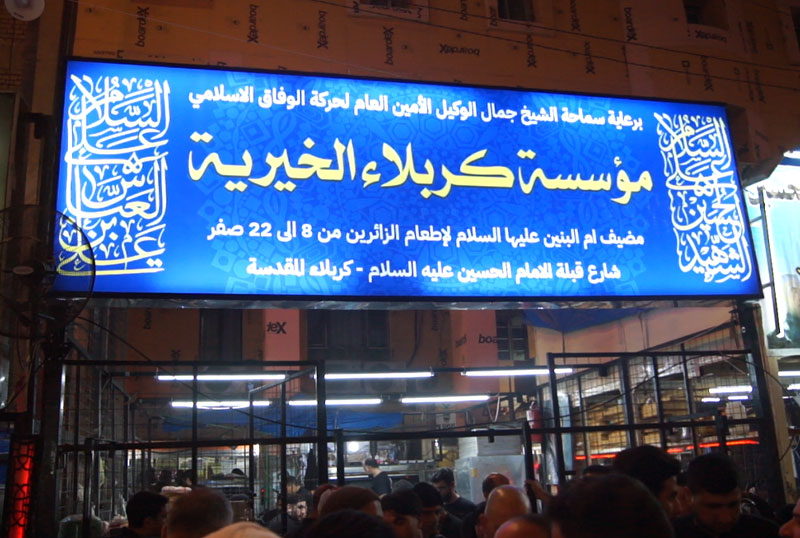 برعاية سماحة الشيخ جمال الوكيل الأمين العام لحركة الوفاق الاسلامي
مؤسسة كربلاء الخيرية
مضيف ام البنين عليها السلام لإطعام الزائرين من 8 الى 22 صفر
شارع قبلة الامام الحسين عليه السلام - كربلاء المقدسة
السلام على الحسين الشهيد
السلام على العباس بن علي
boardex